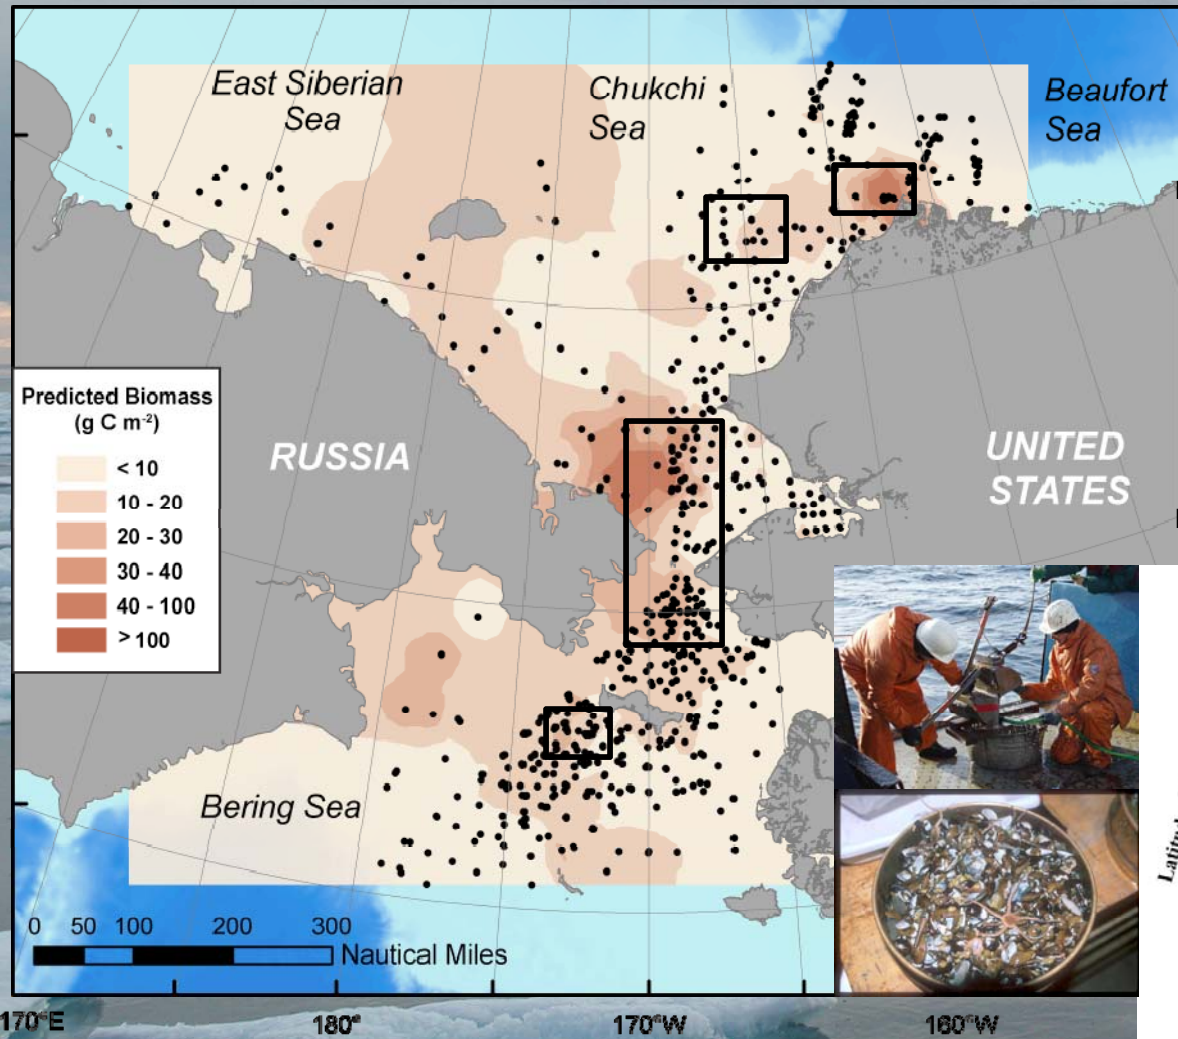 East Siberian
Sea
Chukchi
Sea
Beaufort
Sea
Predicted Biomass
(g C m⁻²)
< 10
10 - 20
20 - 30
30 - 40
40 - 100
> 100
RUSSIA
UNITED
STATES
Bering Sea
0 50 100 200 300
Nautical Miles
170°E 180° 170°W 160°W